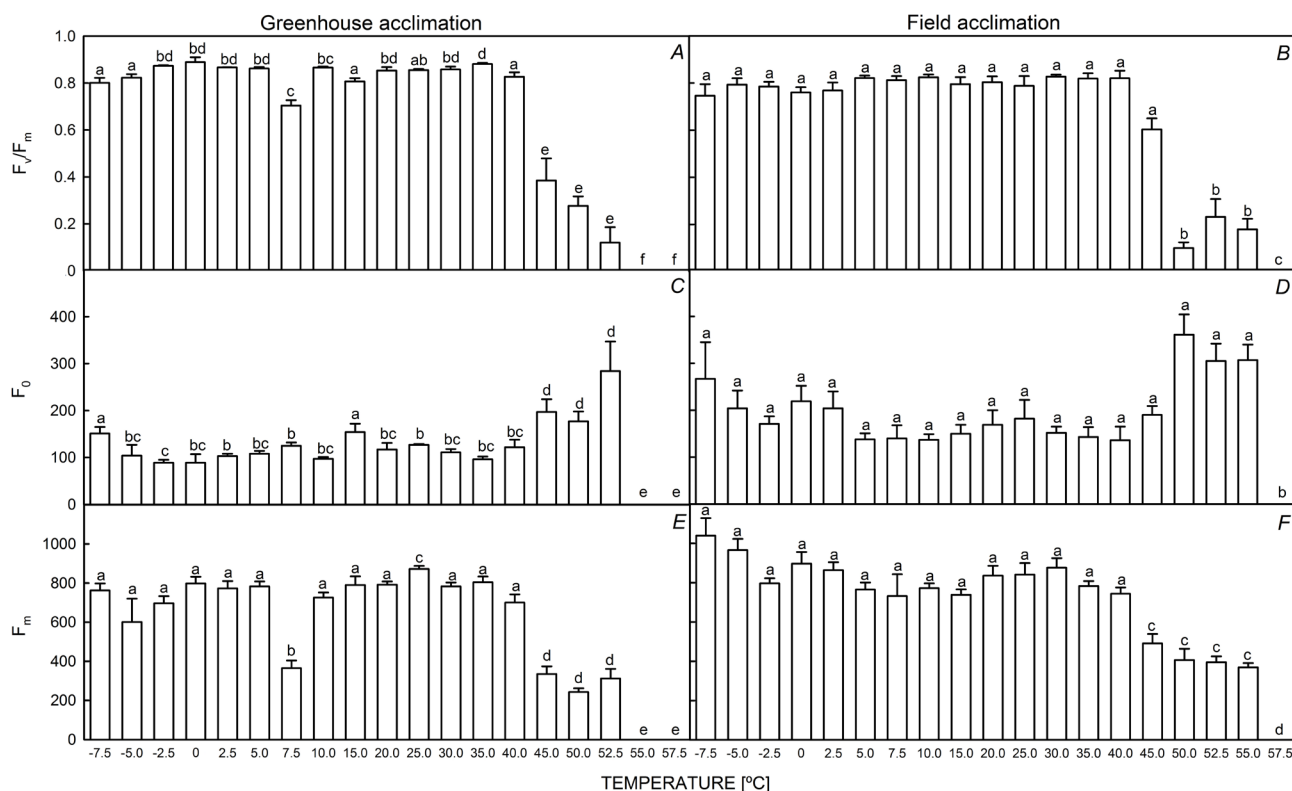 Greenhouse acclimation Field acclimation
A
1.0
0.8
0.6
0.4
0.2
0
Fv/Fm
a a bd bd bd bd c bc a bd ab bd d a e e e f f
B
a a a a a a a a a a a a a a a b b b c
C
400
300
200
100
0
F0
a bc c bc b b b bc a bc bc bc bc bc d d d e e
D
a a a a a a a a a a a a a a a a a a b
E
1000
800
600
400
200
0
Fm
a a a a a a b a a a c a a a d d d e e
F
a a a a a a a a a a a a a a c c c c d
-7.5 -5.0 -2.5 0 2.5 5.0 7.5 10.0 15.0 20.0 25.0 30.0 35.0 40.0 45.0 50.0 52.5 55.0 57.5 -7.5 -5.0 -2.5 0 2.5 5.0 7.5 10.0 15.0 20.0 25.0 30.0 35.0 40.0 45.0 50.0 52.5 55.0 57.5
TEMPERATURE [ºC]